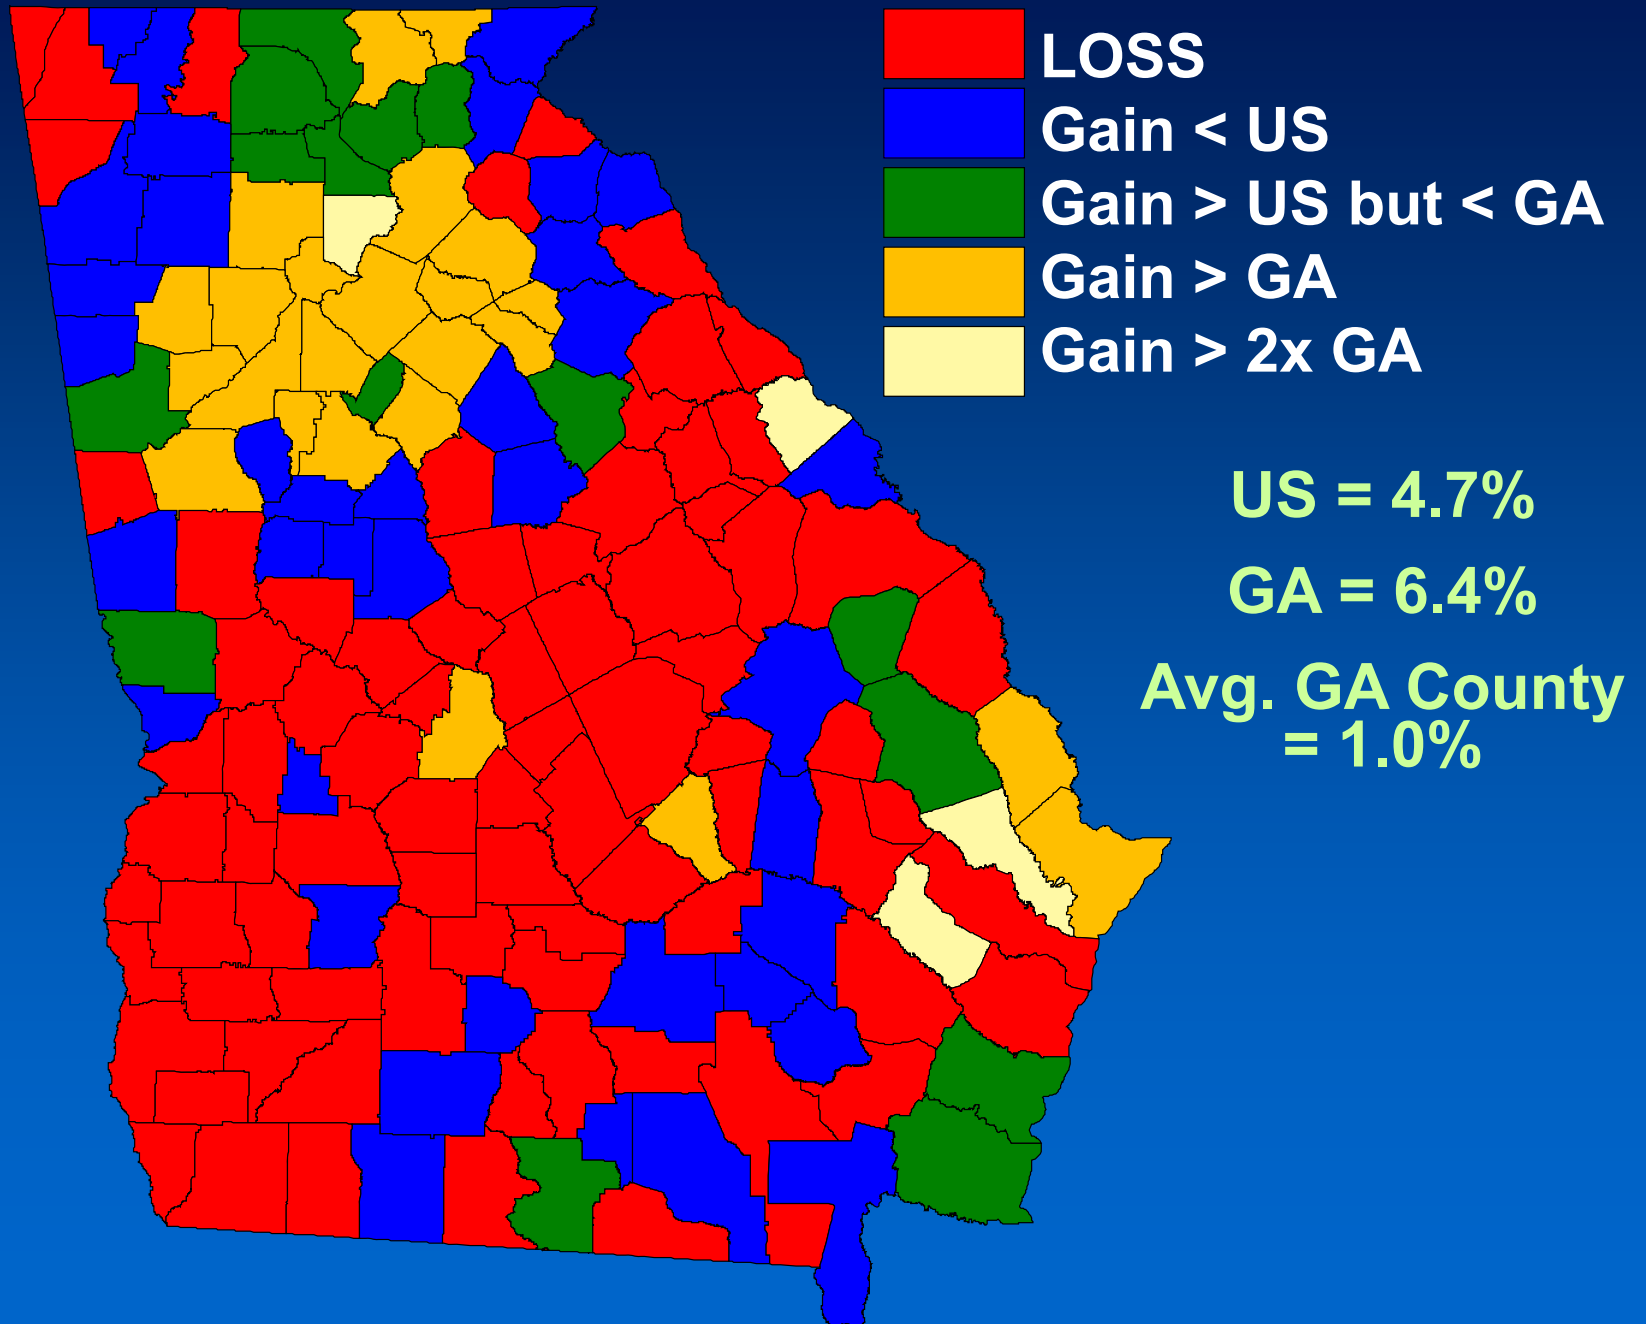 LOSS
Gain < US
Gain > US but < GA
Gain > GA
Gain > 2x GA
US = 4.7%
GA = 6.4%
Avg. GA County
= 1.0%